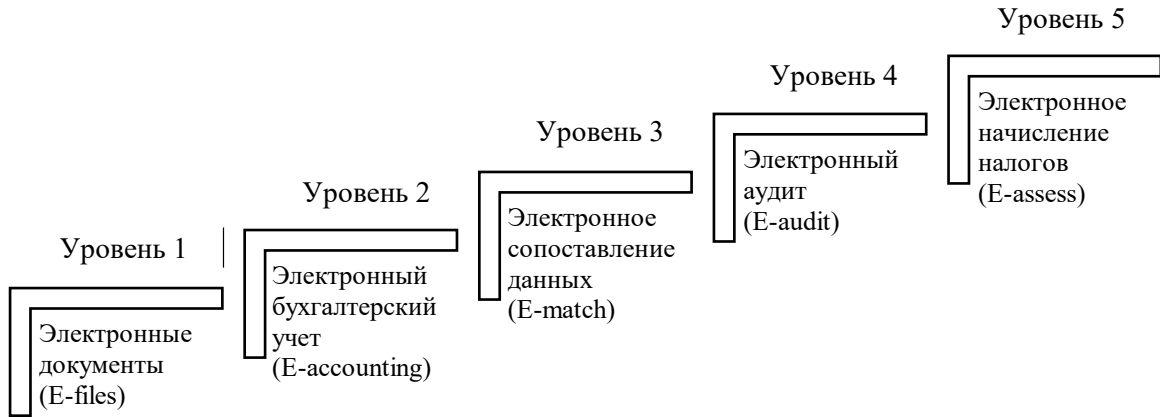 Уровень 1
Электронные
документы
(E-files)
Уровень 2
Электронный
бухгалтерский
учет
(E-accounting)
Уровень 3
Электронное
сопоставление
данных
(E-match)
Уровень 4
Электронный
аудит
(E-audit)
Уровень 5
Электронное
начисление
налогов
(E-assess)